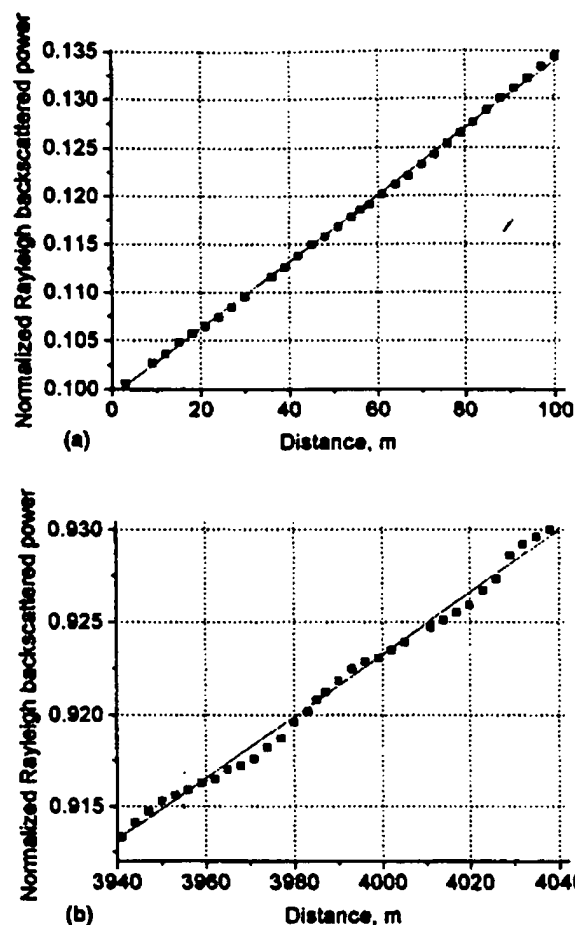 Normalized Rayleigh backscattered power
0.135
0.130
0.125
0.120
0.115
0.110
0.105
0.100
0 20 40 60 80 100
(a) Distance, m
Normalized Rayleigh backscattered power
0.930
0.925
0.920
0.915
3940 3960 3980 4000 4020 4040
(b) Distance, m